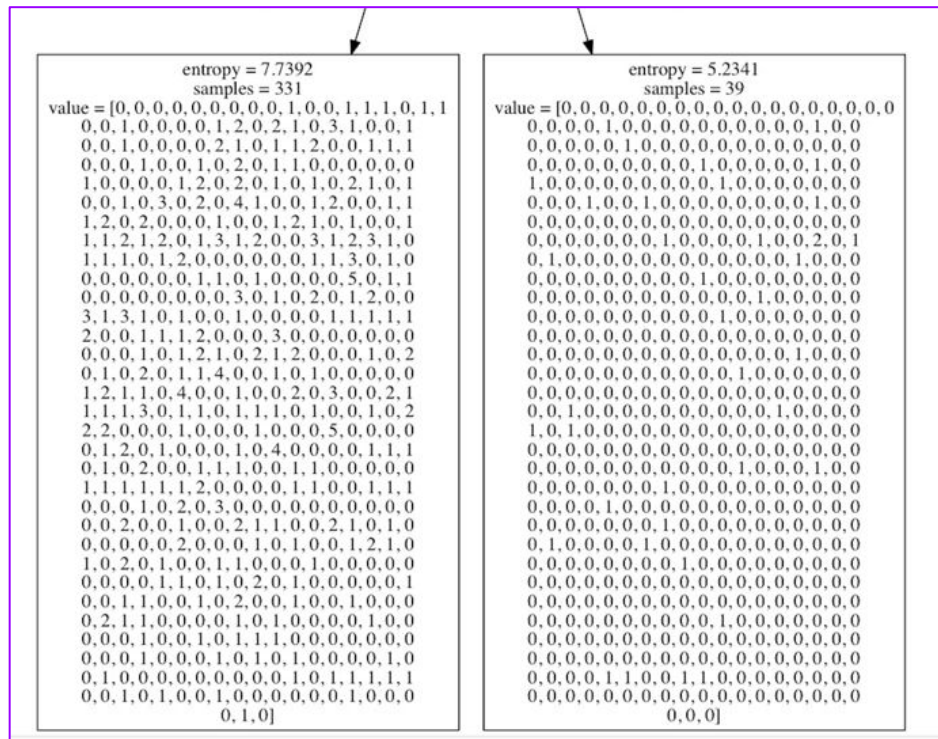 entropy = 7.7392
samples = 331
value = [0, 0, 0, 0, 0, 0, 0, 0, 0, 0, 1, 0, 0, 1, 1, 1, 0, 1, 1
0, 0, 1, 0, 0, 0, 0, 1, 2, 0, 2, 1, 0, 3, 1, 0, 0, 1
0, 0, 1, 0, 0, 0, 0, 2, 1, 0, 1, 1, 2, 0, 0, 1, 1, 1
0, 0, 0, 1, 0, 0, 1, 0, 2, 0, 1, 1, 0, 0, 0, 0, 0, 0
1, 0, 0, 0, 0, 1, 2, 0, 2, 0, 1, 0, 1, 0, 2, 1, 0, 1
0, 0, 1, 0, 3, 0, 2, 0, 4, 1, 0, 0, 1, 2, 0, 0, 1, 1
1, 2, 0, 2, 0, 0, 0, 1, 0, 0, 1, 2, 1, 0, 1, 0, 0, 1
1, 1, 2, 1, 2, 0, 1, 3, 1, 2, 0, 0, 3, 1, 2, 3, 1, 0
1, 1, 1, 0, 1, 2, 0, 0, 0, 0, 0, 0, 1, 1, 3, 0, 1, 0
0, 0, 0, 0, 0, 0, 1, 1, 0, 1, 0, 0, 0, 0, 5, 0, 1, 1
0, 0, 0, 0, 0, 0, 0, 0, 3, 0, 1, 0, 2, 0, 1, 2, 0, 0
3, 1, 3, 1, 0, 1, 0, 0, 1, 0, 0, 0, 0, 1, 1, 1, 1, 1
2, 0, 0, 1, 1, 1, 2, 0, 0, 0, 3, 0, 0, 0, 0, 0, 0, 0
0, 0, 0, 1, 0, 1, 2, 1, 0, 2, 1, 2, 0, 0, 0, 1, 0, 2
0, 1, 0, 2, 0, 1, 1, 4, 0, 0, 1, 0, 1, 0, 0, 0, 0, 0
1, 2, 1, 1, 0, 4, 0, 0, 1, 0, 0, 2, 0, 3, 0, 0, 2, 1
1, 1, 1, 3, 0, 1, 1, 0, 1, 1, 1, 0, 1, 0, 0, 1, 0, 2
2, 2, 0, 0, 0, 1, 0, 0, 0, 1, 0, 0, 0, 5, 0, 0, 0, 0
0, 1, 2, 0, 1, 0, 0, 0, 1, 0, 4, 0, 0, 0, 0, 1, 1, 1
0, 1, 0, 2, 0, 0, 1, 1, 1, 0, 0, 1, 1, 0, 0, 0, 0, 0
1, 1, 1, 1, 1, 1, 2, 0, 0, 0, 0, 1, 1, 0, 0, 1, 1, 1
0, 0, 0, 1, 0, 2, 0, 3, 0, 0, 0, 0, 0, 0, 0, 0, 0, 0
0, 0, 2, 0, 0, 1, 0, 0, 2, 1, 1, 0, 0, 2, 1, 0, 1, 0
0, 0, 0, 0, 0, 2, 0, 0, 0, 1, 0, 1, 0, 0, 1, 2, 1, 0
1, 0, 2, 0, 1, 0, 0, 1, 1, 0, 0, 0, 1, 0, 0, 0, 0, 0
0, 0, 0, 0, 1, 1, 0, 1, 0, 2, 0, 1, 0, 0, 0, 0, 0, 1
0, 0, 1, 1, 0, 0, 1, 0, 2, 0, 0, 1, 0, 0, 1, 0, 0, 0
0, 2, 1, 1, 0, 0, 0, 0, 1, 0, 1, 0, 0, 0, 0, 1, 0, 0
0, 0, 0, 1, 0, 0, 1, 0, 1, 1, 1, 0, 0, 0, 0, 0, 0, 0
0, 0, 0, 1, 0, 0, 0, 1, 0, 1, 0, 1, 0, 0, 0, 0, 1, 0
0, 1, 0, 0, 0, 0, 0, 0, 0, 0, 1, 0, 1, 1, 1, 1, 1, 1
0, 0, 1, 0, 1, 0, 0, 1, 0, 0, 0, 0, 0, 0, 1, 0, 0, 0
0, 1, 0]
entropy = 5.2341
samples = 39
value = [0, 0, 0, 0, 0, 0, 0, 0, 0, 0, 0, 0, 0, 0, 0, 0, 0, 0, 0
0, 0, 0, 0, 1, 0, 0, 0, 0, 0, 0, 0, 0, 0, 0, 1, 0, 0
0, 0, 0, 0, 0, 1, 0, 0, 0, 0, 0, 0, 0, 0, 0, 0, 0, 0
0, 0, 0, 0, 0, 0, 0, 0, 0, 1, 0, 0, 0, 0, 0, 1, 0, 0
1, 0, 0, 0, 0, 0, 0, 0, 0, 0, 1, 0, 0, 0, 0, 0, 0, 0
0, 0, 0, 1, 0, 0, 1, 0, 0, 0, 0, 0, 0, 0, 0, 1, 0, 0
0, 0, 0, 0, 0, 0, 0, 0, 0, 0, 0, 0, 0, 0, 0, 0, 0, 0
0, 0, 0, 0, 0, 0, 0, 1, 0, 0, 0, 0, 1, 0, 0, 2, 0, 1
0, 1, 0, 0, 0, 0, 0, 0, 0, 0, 0, 0, 0, 0, 1, 0, 0, 0
0, 0, 0, 0, 0, 0, 0, 0, 0, 1, 0, 0, 0, 0, 0, 0, 0, 0
0, 0, 0, 0, 0, 0, 0, 0, 0, 0, 0, 0, 1, 0, 0, 0, 0, 0
0, 0, 0, 0, 0, 0, 0, 0, 0, 0, 1, 0, 0, 0, 0, 0, 0, 0
0, 0, 0, 0, 0, 0, 0, 0, 0, 0, 0, 0, 0, 0, 0, 0, 0, 0
0, 0, 0, 0, 0, 0, 0, 0, 0, 0, 0, 0, 0, 0, 1, 0, 0, 0
0, 0, 0, 0, 0, 0, 0, 0, 0, 0, 0, 1, 0, 0, 0, 0, 0, 0
0, 0, 0, 0, 0, 0, 0, 0, 0, 0, 0, 0, 0, 0, 0, 0, 0, 0
0, 0, 1, 0, 0, 0, 0, 0, 0, 0, 0, 0, 0, 1, 0, 0, 0, 0
1, 0, 1, 0, 0, 0, 0, 0, 0, 0, 0, 0, 0, 0, 0, 0, 0, 0
0, 0, 0, 0, 0, 0, 0, 0, 0, 0, 0, 0, 0, 0, 0, 0, 0, 0
0, 0, 0, 0, 0, 0, 0, 0, 0, 0, 0, 1, 0, 0, 0, 1, 0, 0
0, 0, 0, 0, 0, 0, 0, 1, 0, 0, 0, 0, 0, 0, 0, 0, 0, 0
0, 0, 0, 0, 1, 0, 0, 0, 0, 0, 0, 0, 0, 0, 0, 0, 0, 0
0, 0, 0, 0, 0, 0, 0, 1, 0, 0, 0, 0, 0, 0, 0, 0, 0, 0
0, 1, 0, 0, 0, 0, 1, 0, 0, 0, 0, 0, 0, 0, 0, 0, 0, 0
0, 0, 0, 0, 0, 0, 0, 0, 1, 0, 0, 0, 0, 0, 0, 0, 0, 0
0, 0, 0, 0, 0, 0, 0, 0, 0, 0, 0, 0, 0, 0, 0, 0, 0, 0
0, 0, 0, 0, 0, 0, 0, 0, 0, 0, 0, 0, 0, 0, 0, 0, 0, 0
0, 0, 0, 0, 0, 0, 0, 0, 0, 0, 1, 0, 0, 0, 0, 0, 0, 0
0, 0, 0, 0, 0, 0, 0, 0, 0, 0, 0, 0, 0, 0, 0, 0, 0, 0
0, 0, 0, 0, 0, 0, 0, 0, 0, 0, 0, 0, 0, 0, 0, 0, 0, 0
0, 0, 0, 0, 1, 1, 0, 0, 1, 1, 0, 0, 0, 0, 0, 0, 0, 0
0, 0, 0, 0, 0, 0, 0, 0, 0, 0, 0, 0, 0, 0, 0, 0, 0, 0
0, 0, 0]